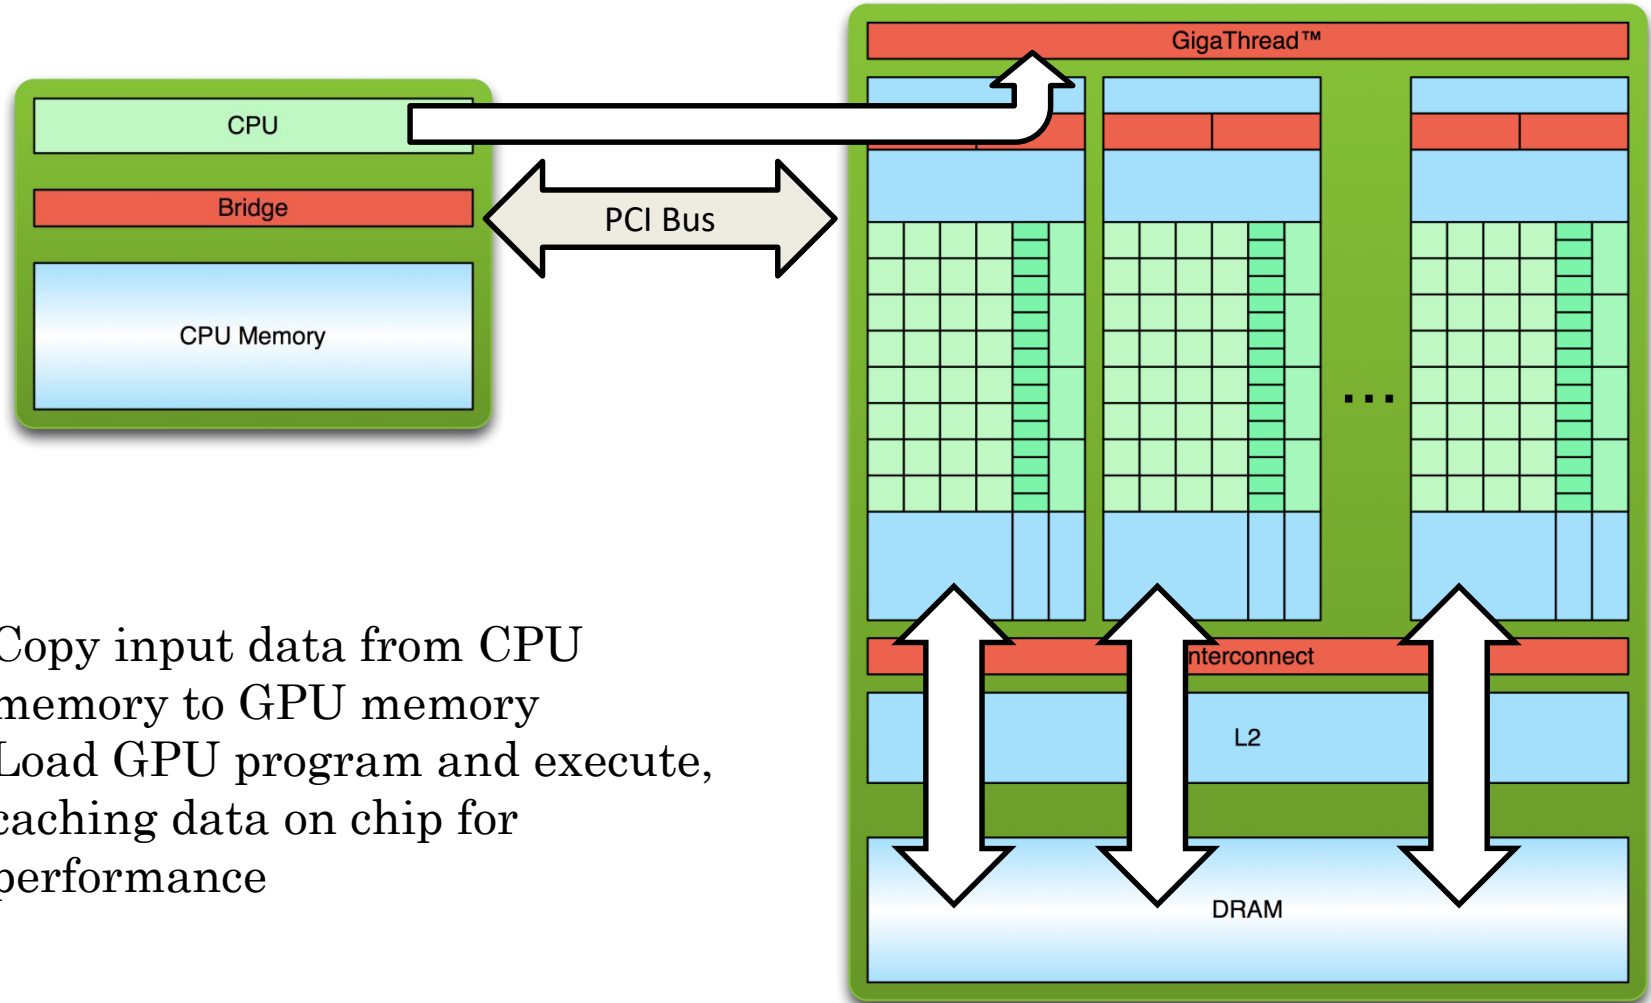 GigaThread™
CPU
Bridge
PCI Bus
CPU Memory
...
Copy input data from CPU
memory to GPU memory
Load GPU program and execute,
caching data on chip for
performance
nterconnect
L2
DRAM